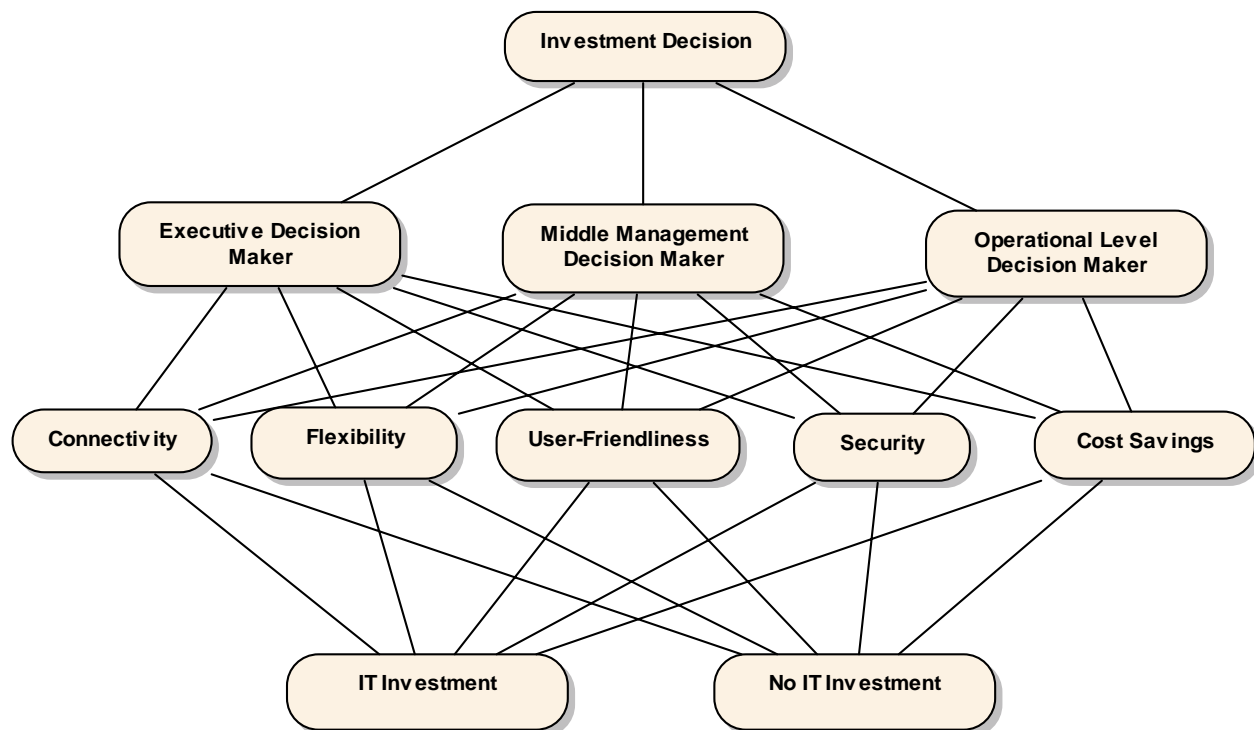 Investment Decision
Executive Decision
Maker
Middle Management
Decision Maker
Operational Level
Decision Maker
Connectivity
Flexibility
User-Friendliness
Security
Cost Savings
IT Investment
No IT Investment